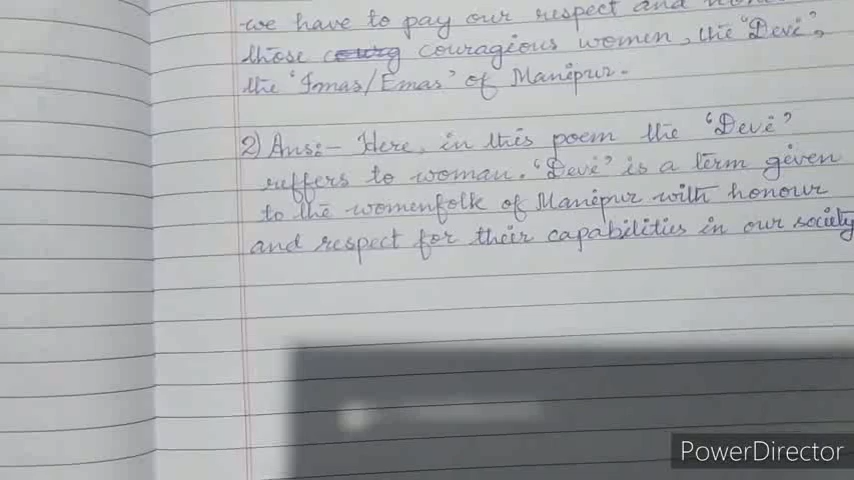 we have to pay our respect and
those courageous women, the 'Devi',
the 'Imas/Emas' of Manipur.
2) Ans:- Here, in this poem the 'Devi'
reffers to woman. 'Devi' is a term given
to the womenfolk of Manipur with honour
and respect for their capabilities in our society
PowerDirector